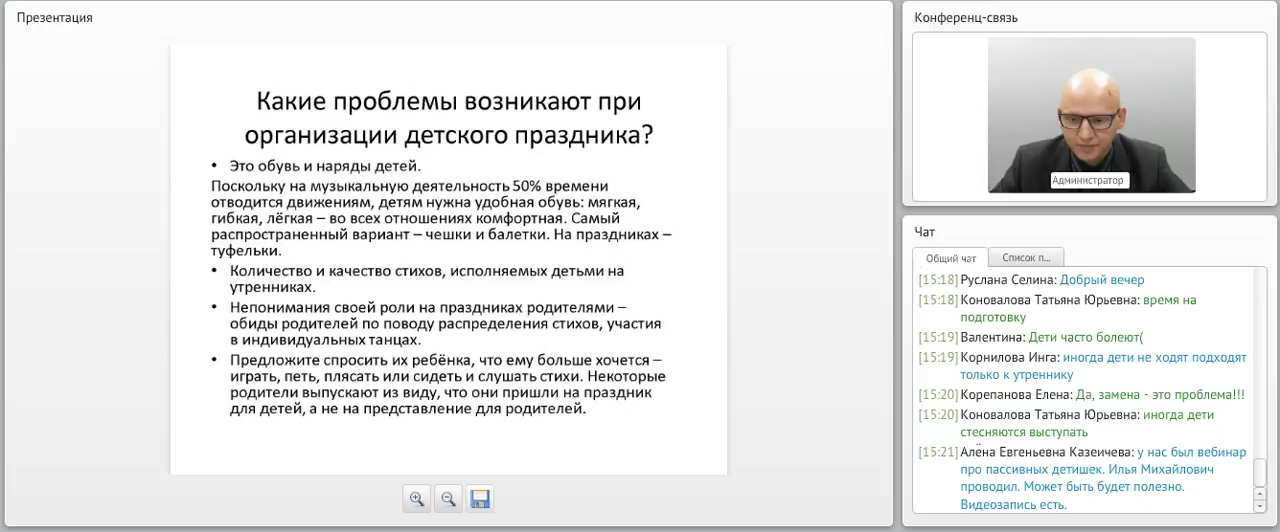 Презентация
Какие проблемы возникают при
организации детского праздника?
• Это обувь и наряды детей.
Поскольку на музыкальную деятельность 50% времени
отводится движениям, детям нужна удобная обувь: мягкая,
гибкая, лёгкая – во всех отношениях комфортная. Самый
распространенный вариант – чешки и балетки. На праздниках –
туфельки.
• Количество и качество стихов, исполняемых детьми на
утренниках.
• Непонимания своей роли на праздниках родителями –
обиды родителей по поводу распределения стихов, участия
в индивидуальных танцах.
• Предложите спросить их ребёнка, что ему больше хочется –
играть, петь, плясать или сидеть и слушать стихи. Некоторые
родители выпускают из виду, что они пришли на праздник
для детей, а не на представление для родителей.
Конференц-связь
Администратор
Чат
Общий чат
Список п...
[15:18] Руслана Селина: Добрый вечер
[15:18] Коновалова Татьяна Юрьевна: время на
подготовку
[15:19] Валентина: Дети часто болеют(
[15:19] Корнилова Инга: иногда дети не ходят подходят
только к утреннику
[15:20] Корепанова Елена: Да, замена - это проблема!!!
[15:20] Коновалова Татьяна Юрьевна: иногда дети
стесняются выступать
[15:21] Алёна Евгеньевна Казеичева: у нас был вебинар
про пассивных детишек. Илья Михайлович
проводил. Может быть будет полезно.
Видеозапись есть.